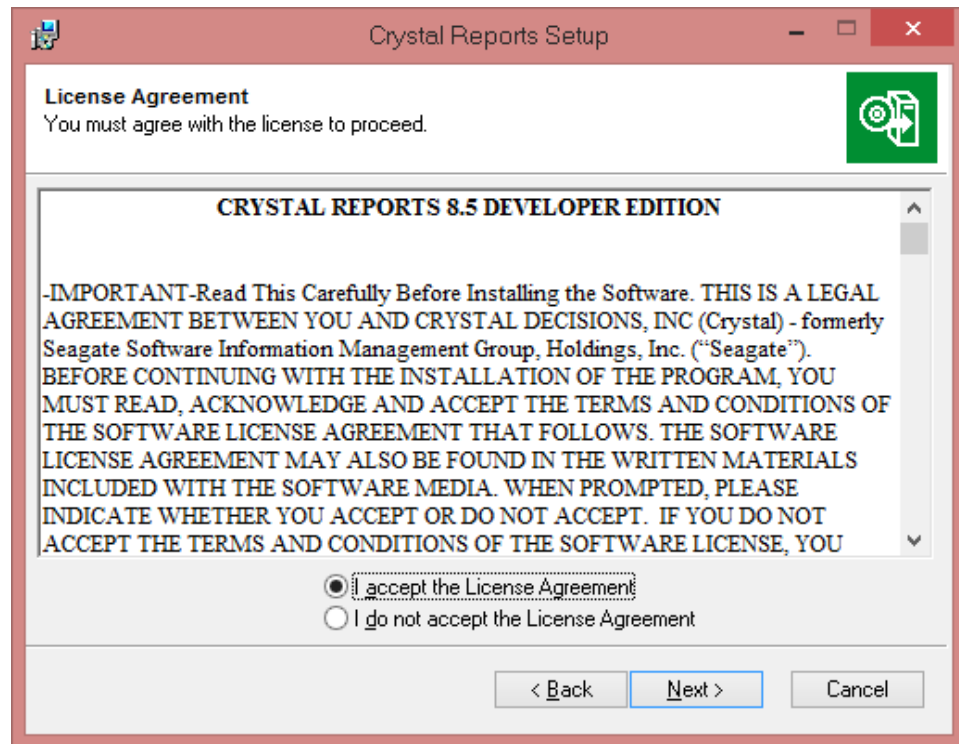 Crystal Reports Setup
License Agreement
You must agree with the license to proceed.
CRYSTAL REPORTS 8.5 DEVELOPER EDITION
-IMPORTANT-Read This Carefully Before Installing the Software. THIS IS A LEGAL
AGREEMENT BETWEEN YOU AND CRYSTAL DECISIONS, INC (Crystal) - formerly
Seagate Software Information Management Group, Holdings, Inc. (“Seagate”).
BEFORE CONTINUING WITH THE INSTALLATION OF THE PROGRAM, YOU
MUST READ, ACKNOWLEDGE AND ACCEPT THE TERMS AND CONDITIONS OF
THE SOFTWARE LICENSE AGREEMENT THAT FOLLOWS. THE SOFTWARE
LICENSE AGREEMENT MAY ALSO BE FOUND IN THE WRITTEN MATERIALS
INCLUDED WITH THE SOFTWARE MEDIA. WHEN PROMPTED, PLEASE
INDICATE WHETHER YOU ACCEPT OR DO NOT ACCEPT. IF YOU DO NOT
ACCEPT THE TERMS AND CONDITIONS OF THE SOFTWARE LICENSE, YOU
I accept the License Agreement
I do not accept the License Agreement
< Back Next > Cancel